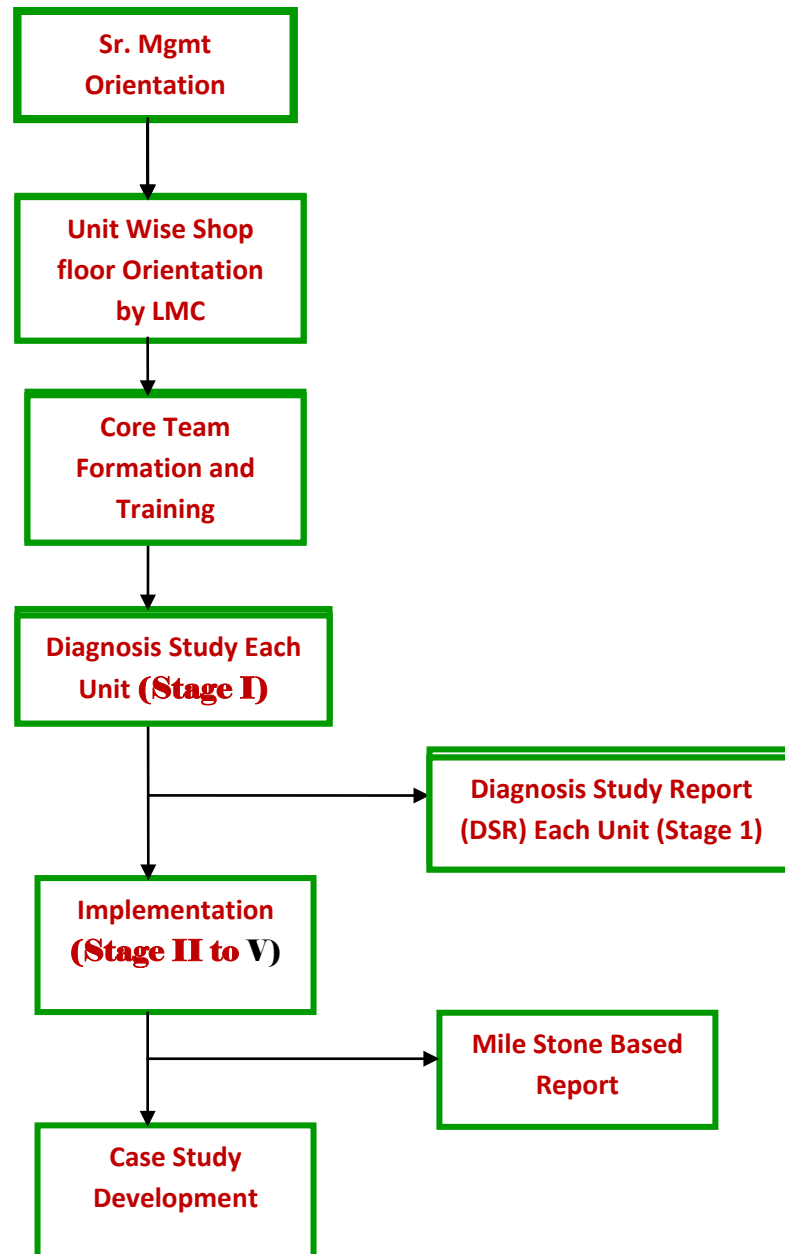 Sr. Mgmt
Orientation
Unit Wise Shop
floor Orientation
by LMC
Core Team
Formation and
Training
Diagnosis Study Each
Unit (Stage I)
Diagnosis Study Report
(DSR) Each Unit (Stage 1)
Implementation
(Stage II to V)
Mile Stone Based
Report
Case Study
Development